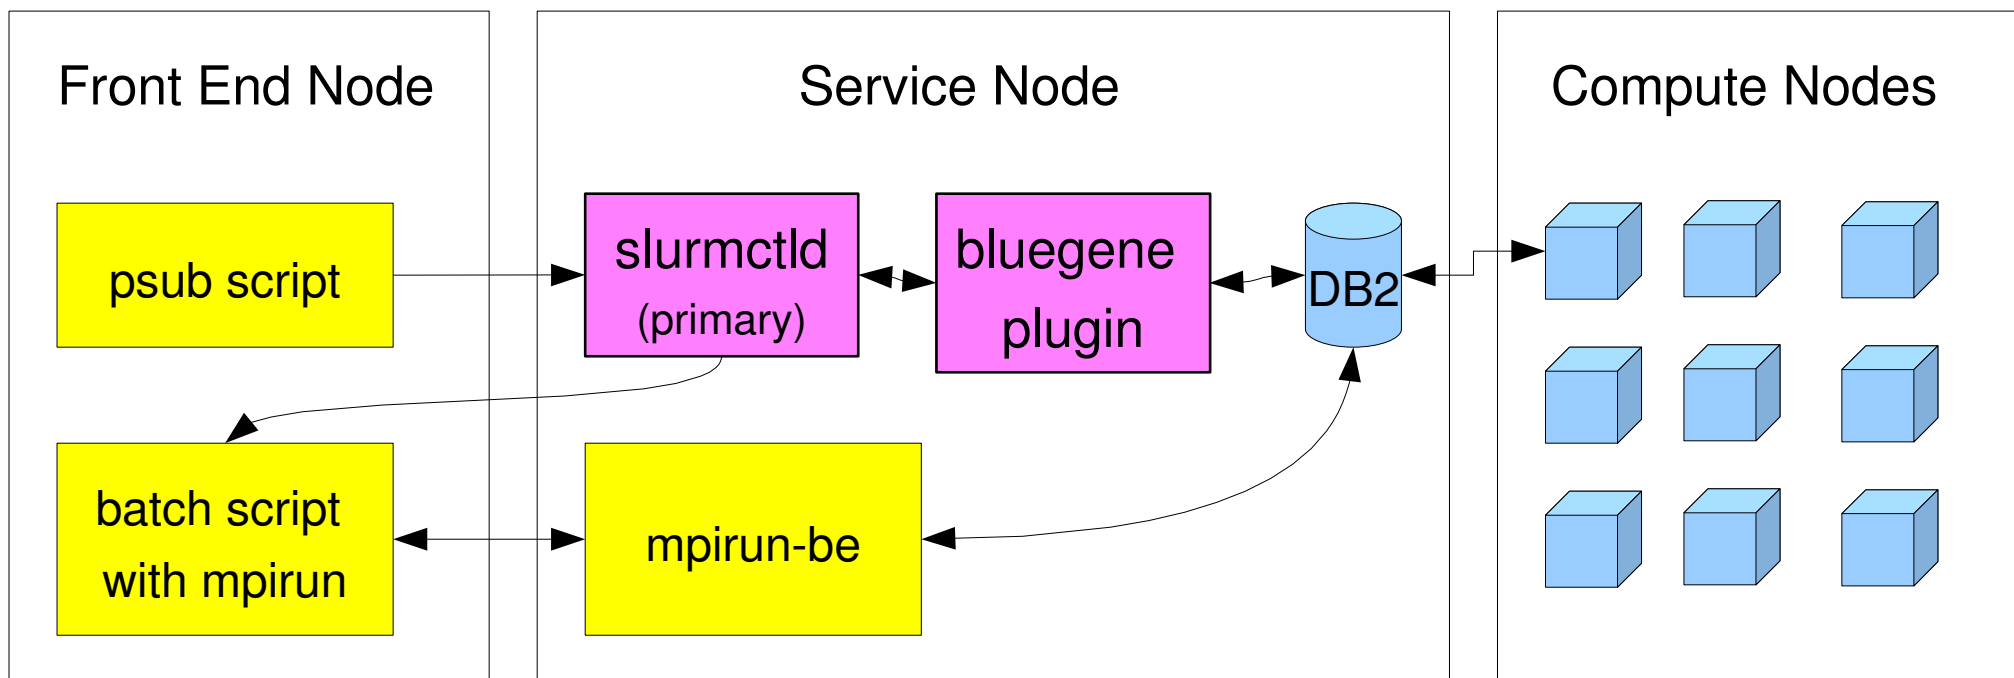 Front End Node
Service Node
Compute Nodes
psub script
slurmctld
(primary)
bluegene
plugin
DB2
batch script
with mpirun
mpirun-be